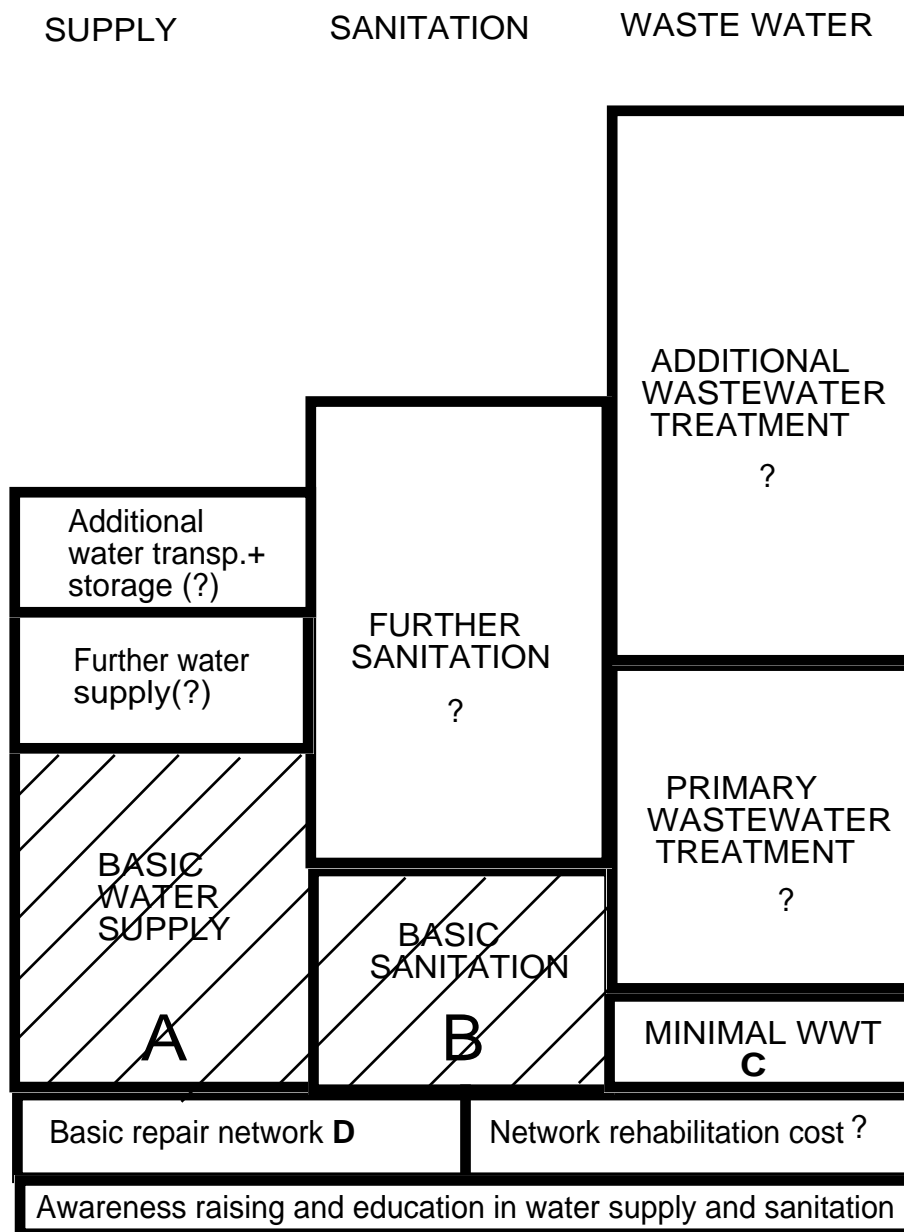 SUPPLY
SANITATION
WASTE WATER
ADDITIONAL
WASTEWATER
TREATMENT
?
Additional
water transp.+
storage (?)
Further water
supply(?)
FURTHER
SANITATION
?
PRIMARY
WASTEWATER
TREATMENT
?
BASIC
WATER
SUPPLY
A
BASIC
SANITATION
B
MINIMAL WWT
C
Basic repair network D
Network rehabilitation cost ?
Awareness raising and education in water supply and sanitation